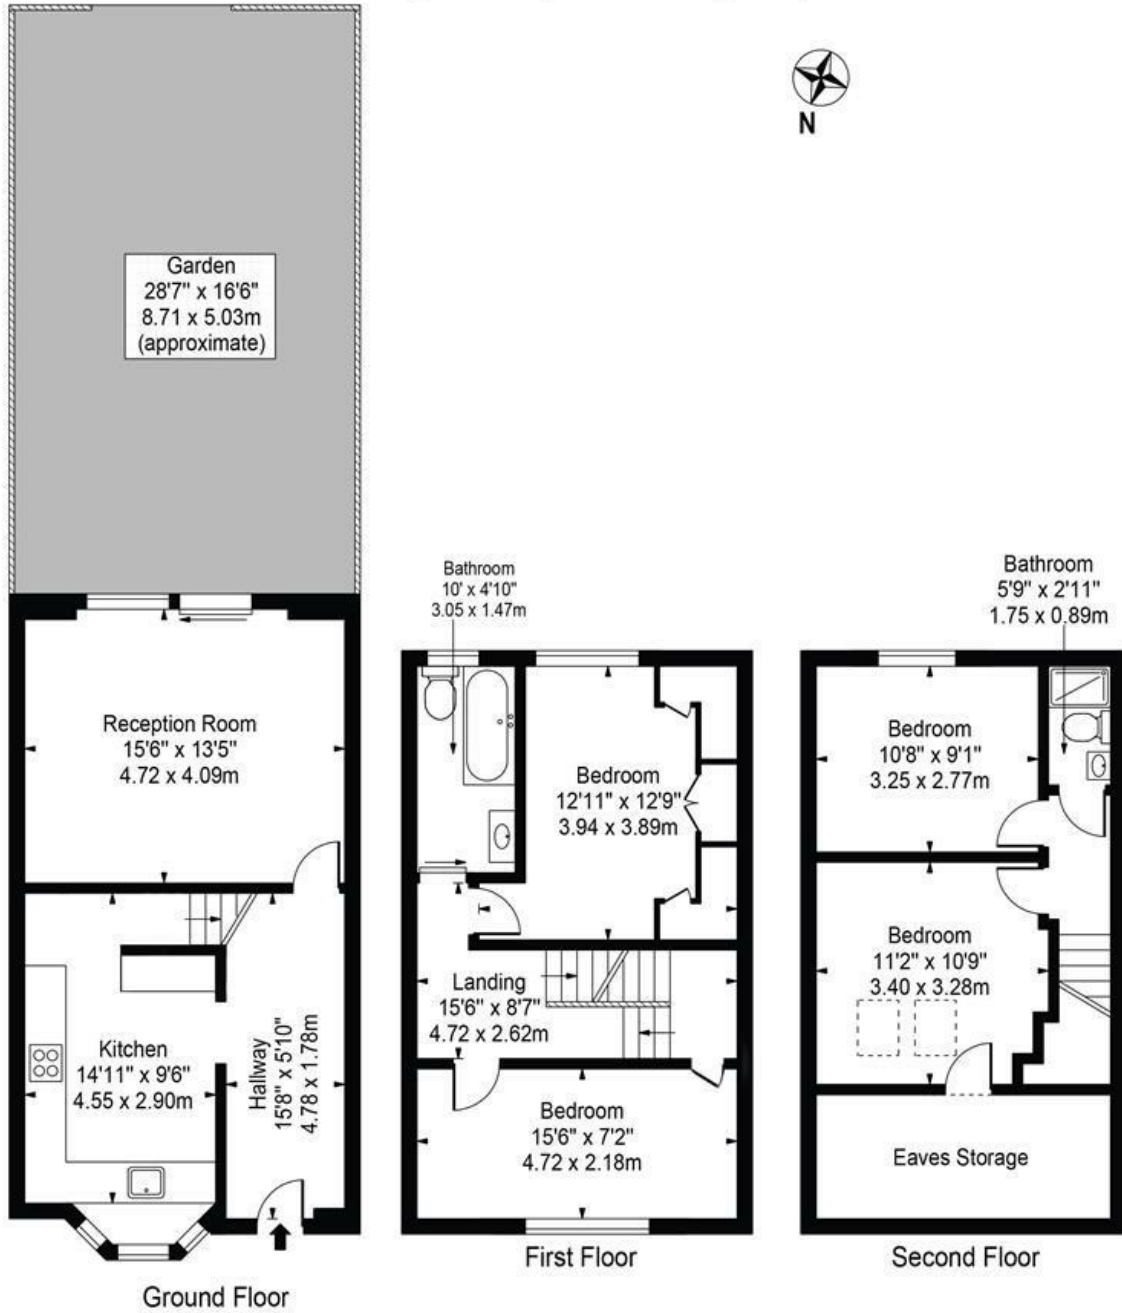 N
Garden
28'7" x 16'6"
8.71 x 5.03m
(approximate)
Reception Room
15'6" x 13'5"
4.72 x 4.09m
Kitchen
14'11" x 9'6"
4.55 x 2.90m
Hallway
15'8" x 5'10"
4.78 x 1.78m
Ground Floor
Bathroom
10' x 4'10"
3.05 x 1.47m
Bedroom
12'11" x 12'9"
3.94 x 3.89m
Landing
15'6" x 8'7"
4.72 x 2.62m
Bedroom
15'6" x 7'2"
4.72 x 2.18m
First Floor
Bathroom
5'9" x 2'11"
1.75 x 0.89m
Bedroom
10'8" x 9'1"
3.25 x 2.77m
Bedroom
11'2" x 10'9"
3.40 x 3.28m
Eaves Storage
Second Floor